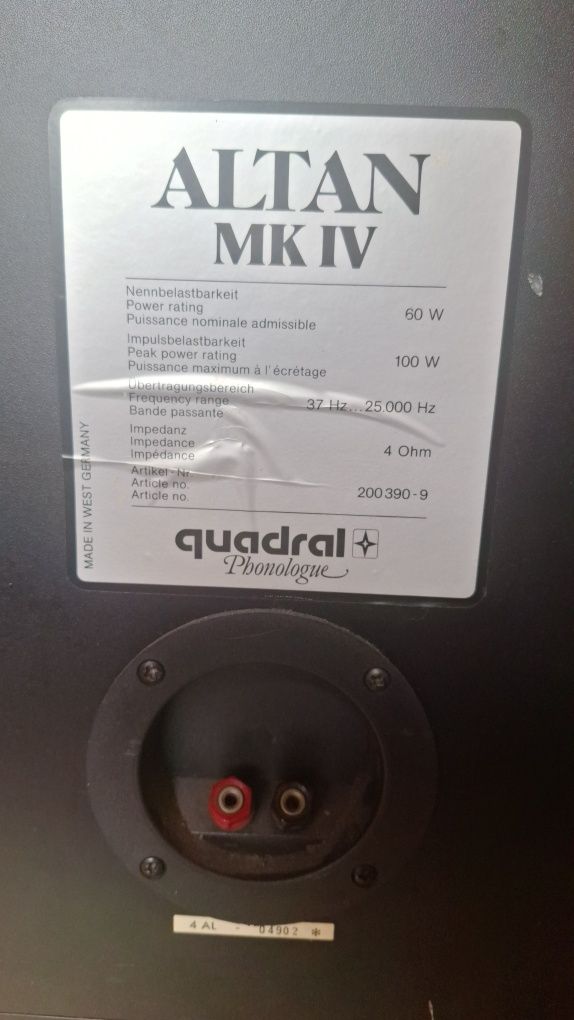 ALTAN
MK IV
Nennbelastbarkeit
Power rating
Puissance nominale admissible
60 W
Impulsbelastbarkeit
Peak power rating
Puissance maximum à l'écrêtage
100 W
Übertragungsbereich
Frequency range
Bande passante
37 Hz...25.000 Hz
Impedanz
Impedance
Impédance
4 Ohm
Artikel-Nr.
Article no.
Article no.
200390-9
MADE IN WEST GERMANY
quadral
Phonologue
4 AL - 04902 *